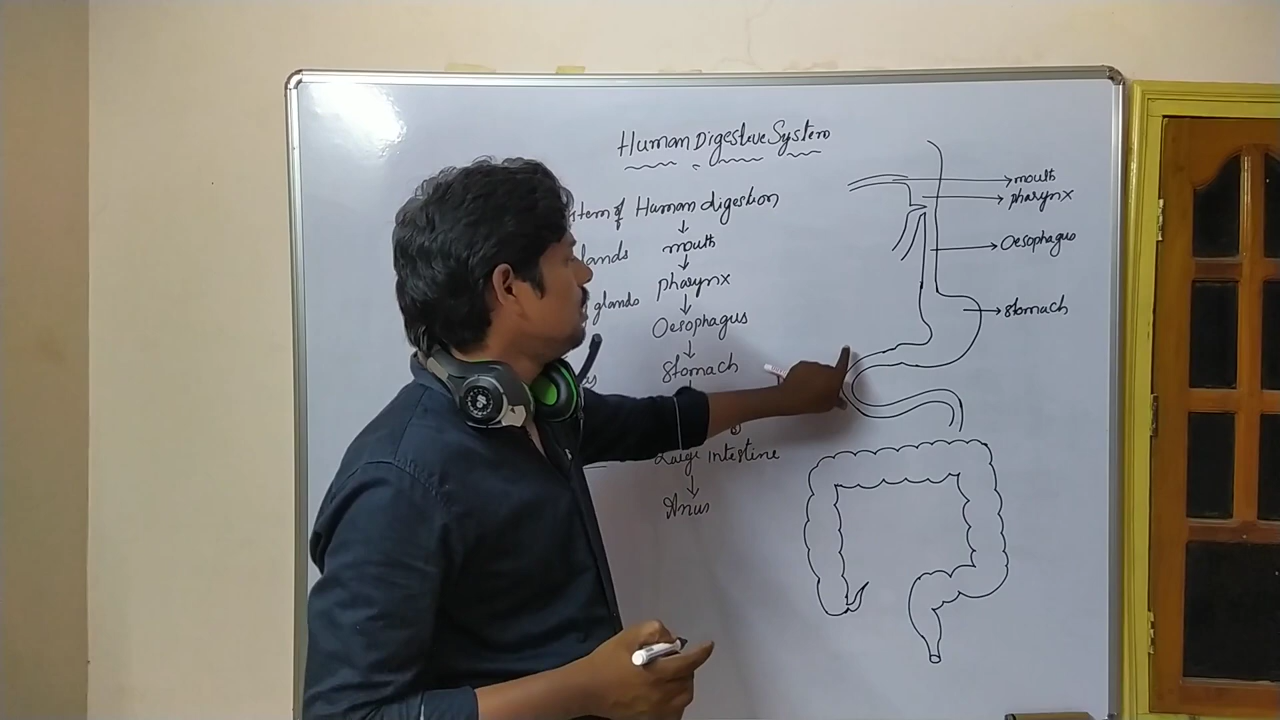 Human Digestive System
stem of Human digestion
↓
lands
mouth
↓
pharynx
↓
glands
Oesophagus
↓
Stomach
Large Intestine
↓
Anus
mouth
pharynx
Oesophagus
Stomach